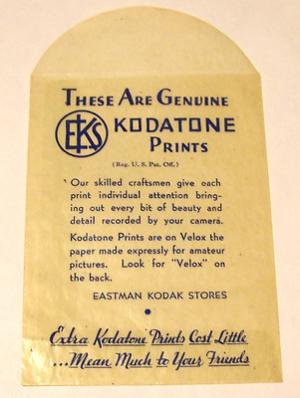 THESE ARE GENUINE
EKS KODATONE
PRINTS
(Reg. U. S. Pat. Off.)
Our skilled craftsmen give each
print individual attention bring-
ing out every bit of beauty and
detail recorded by your camera.
Kodatone Prints are on Velox the
paper made expressly for amateur
pictures. Look for "Velox" on
the back.
EASTMAN KODAK STORES
Extra Kodatone Prints Cost Little
...Mean Much to Your Friends